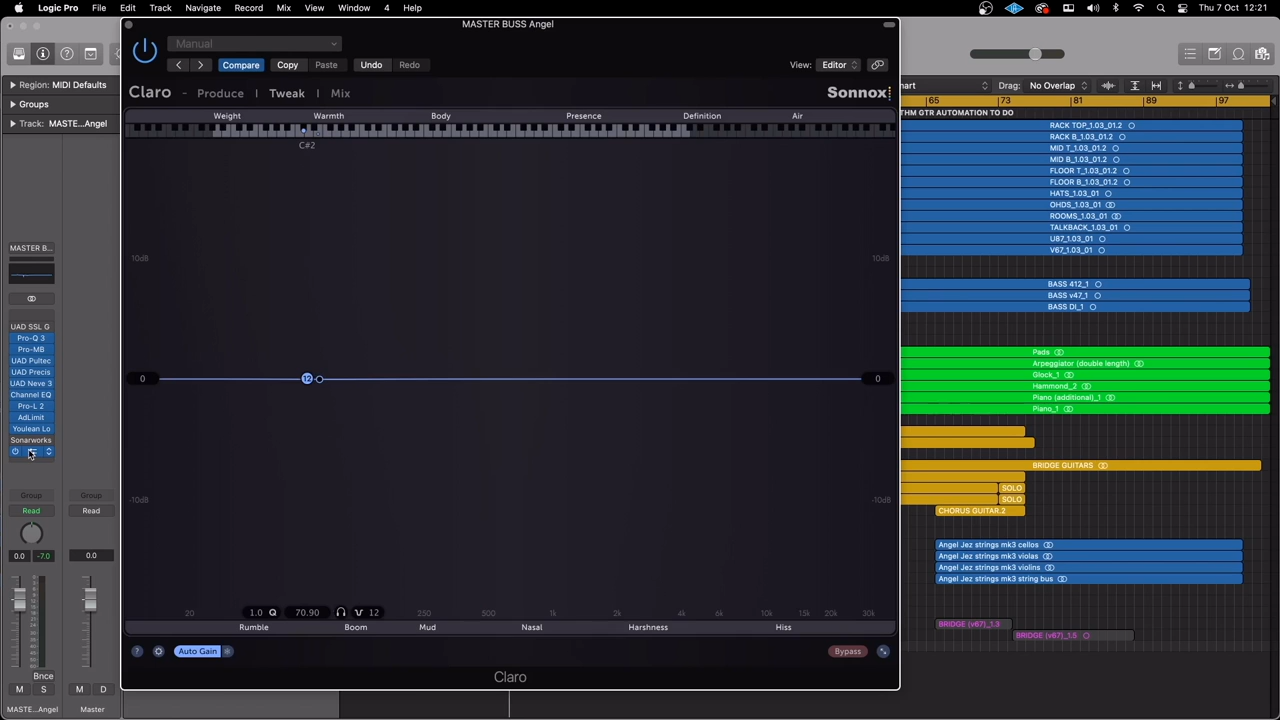 Logic Pro File Edit Track Navigate Record Mix View Window 4 Help Thu 7 Oct 12:21
MASTER BUSS Angel
Manual
Compare Copy Paste Undo Redo View: Editor
Drag: No Overlap
Region: MIDI Defaults
Groups
Track: MASTE...Angel
Claro - Produce | Tweak | Mix Sonnox
65 73 81 89 97
THM GTR AUTOMATION TO DO
Weight Warmth Body Presence Definition Air
C#2
RACK TOP_1.03_01.2
RACK B_1.03_01.2
MID T_1.03_01.2
MID B_1.03_01.2
FLOOR T_1.03_01.2
FLOOR B_1.03_01.2
HATS_1.03_01
OHDS_1.03_01
ROOMS_1.03_01
TALKBACK_1.03_01
U87_1.03_01
V67_1.03_01
BASS 412_1
BASS v47_1
BASS DI_1
Pads
Arpeggiator (double length)
Glock_1
Hammond_2
Piano (additional)_1
Piano_1
BRIDGE GUITARS
SOLO
SOLO
CHORUS GUITAR.2
Angel Jez strings mk3 cellos
Angel Jez strings mk3 violas
Angel Jez strings mk3 violins
Angel Jez strings mk3 string bus
BRIDGE (v67)_1.3
BRIDGE (v67)_1.5
10dB 10dB
0 12 0
-10dB -10dB
1.0 Q 70.90 12
20 250 500 1k 2k 4k 6k 8k 10k 15k 20k 30k
Rumble Boom Mud Nasal Harshness Hiss
? Auto Gain Bypass
Claro
MASTER B...
UAD SSL G
Pro-Q 3
Pro-MB
UAD Pultec
UAD Precis
UAD Neve 3
Channel EQ
Pro-L 2
AdLimit
Youlean Lo
Sonarworks
Group Group
Read Read
0.0 -7.0 0.0
Bnce
M S M D
MASTE...Angel Master